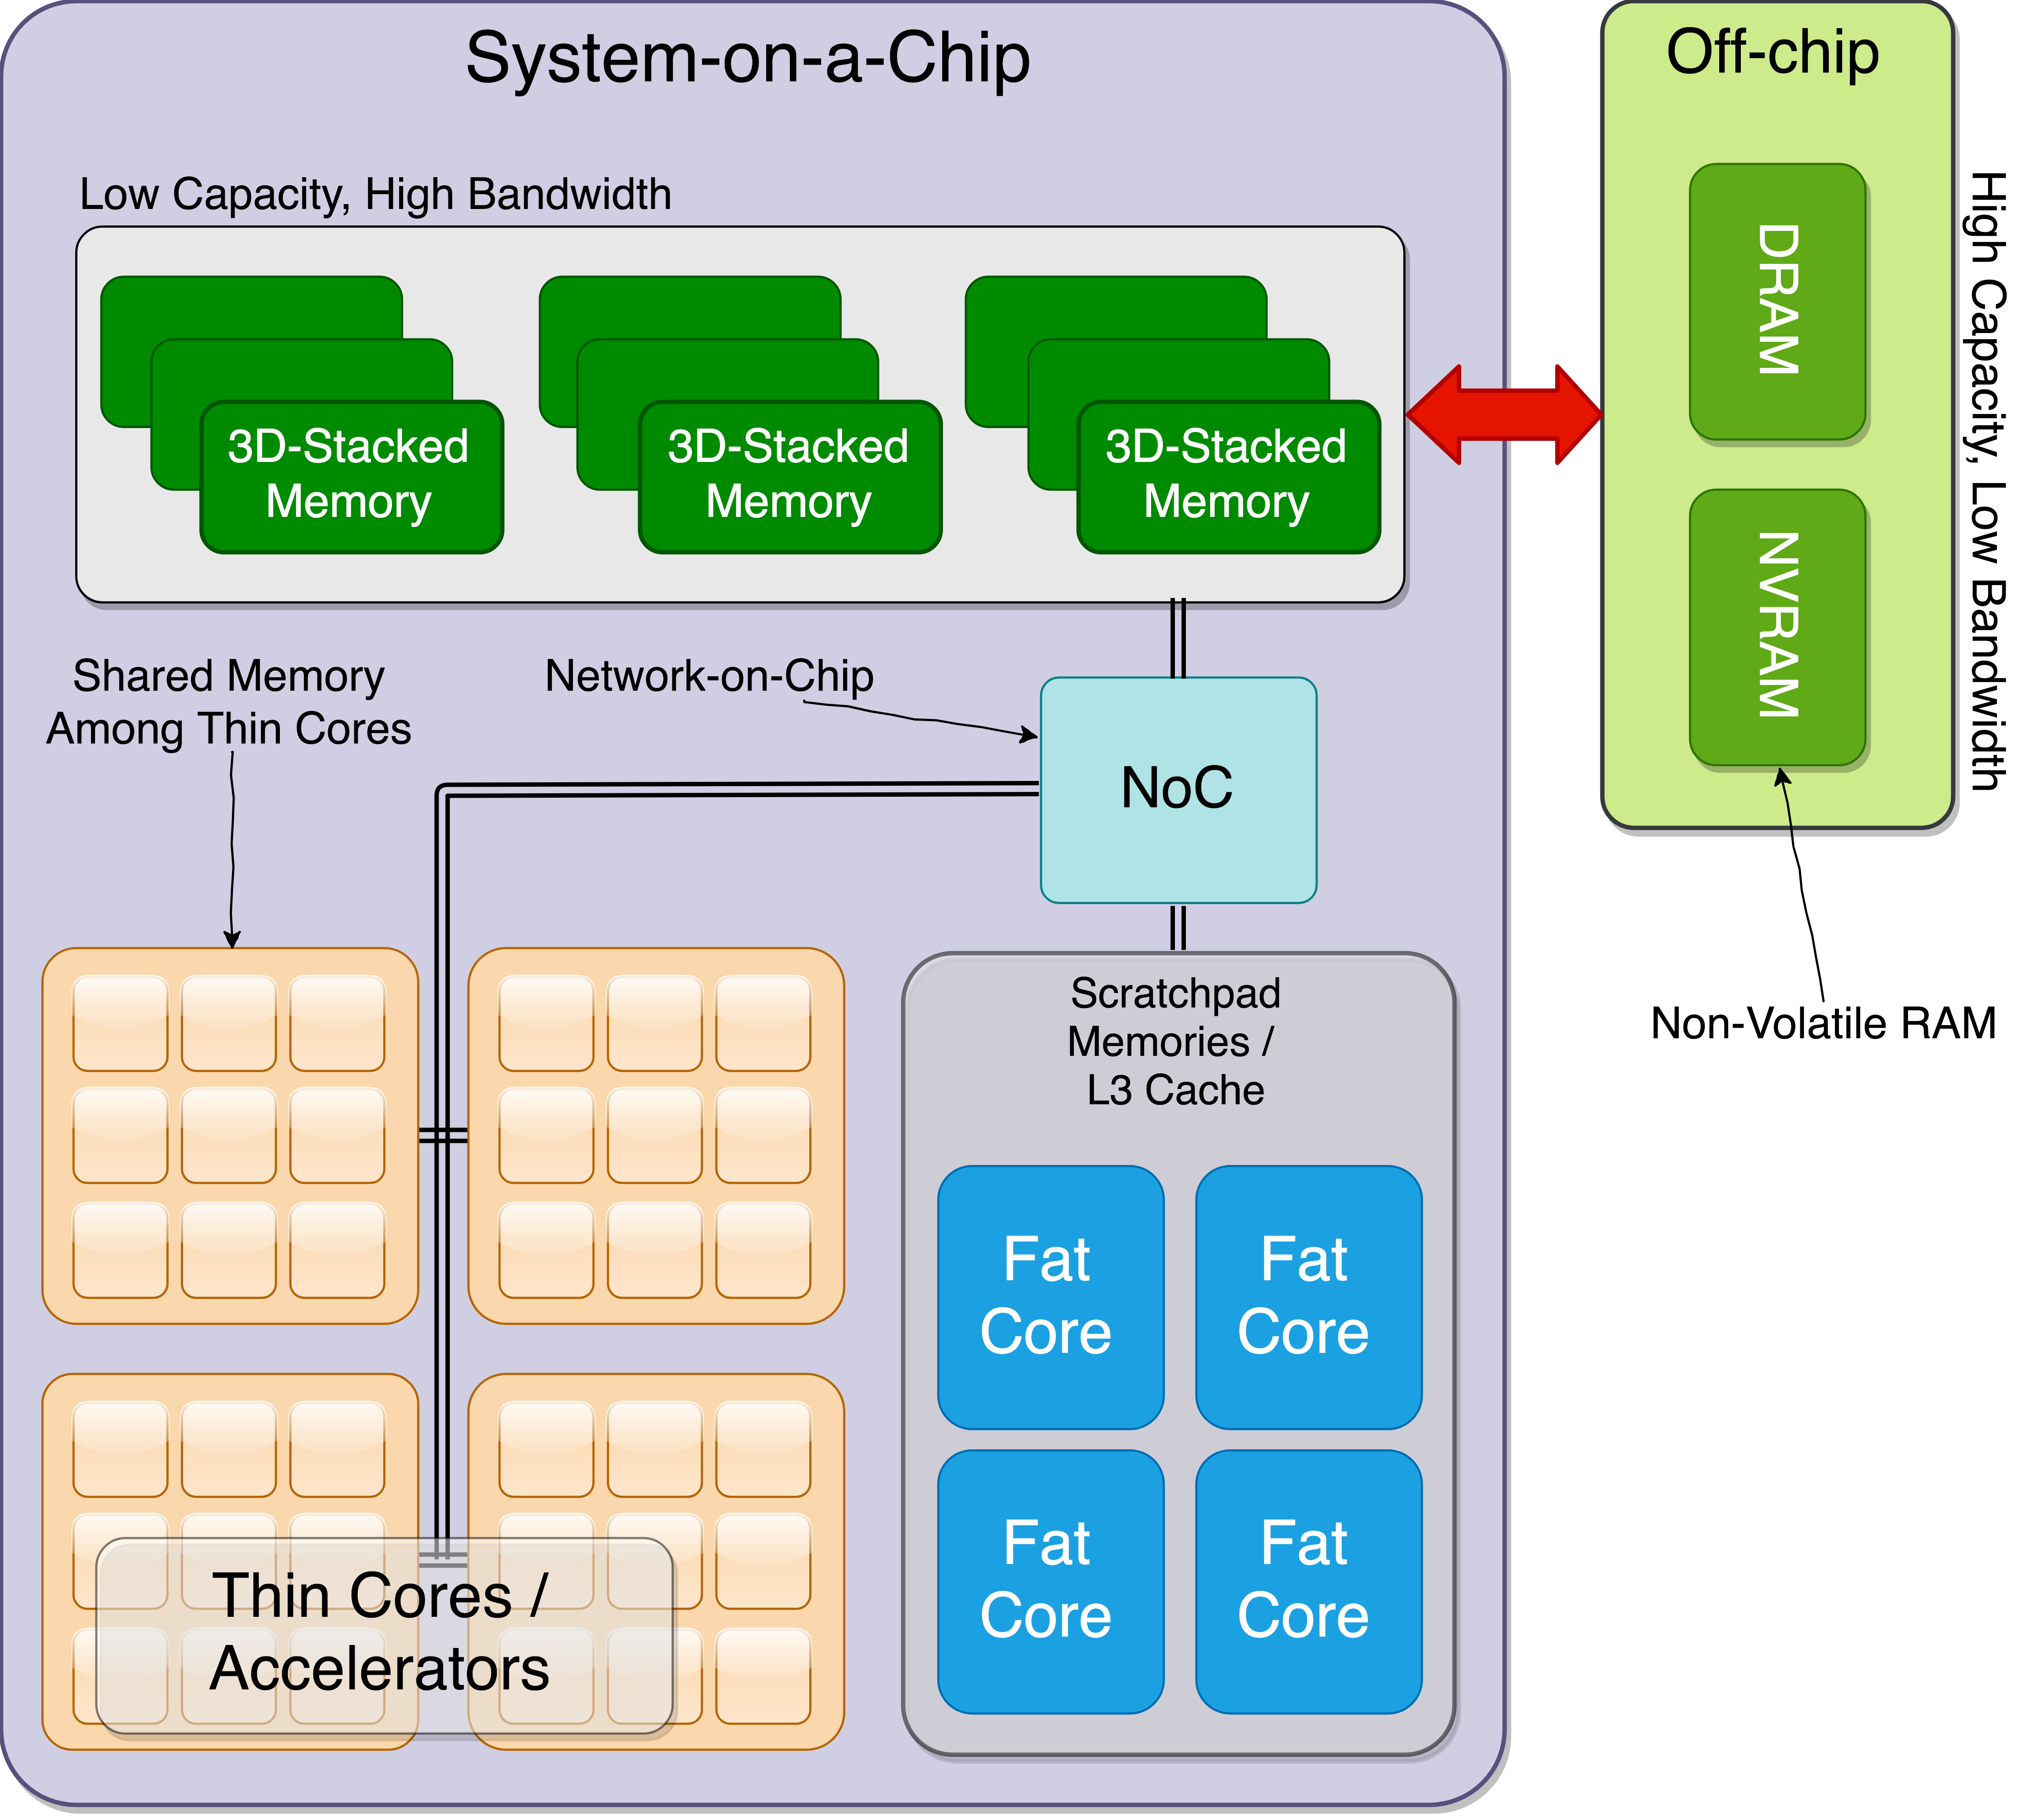 System-on-a-Chip
Off-chip
Low Capacity, High Bandwidth
3D-Stacked
Memory
3D-Stacked
Memory
3D-Stacked
Memory
DRAM
NVRAM
High Capacity, Low Bandwidth
Shared Memory
Among Thin Cores
Network-on-Chip
NoC
Non-Volatile RAM
Scratchpad
Memories /
L3 Cache
Fat
Core
Fat
Core
Fat
Core
Fat
Core
Thin Cores /
Accelerators